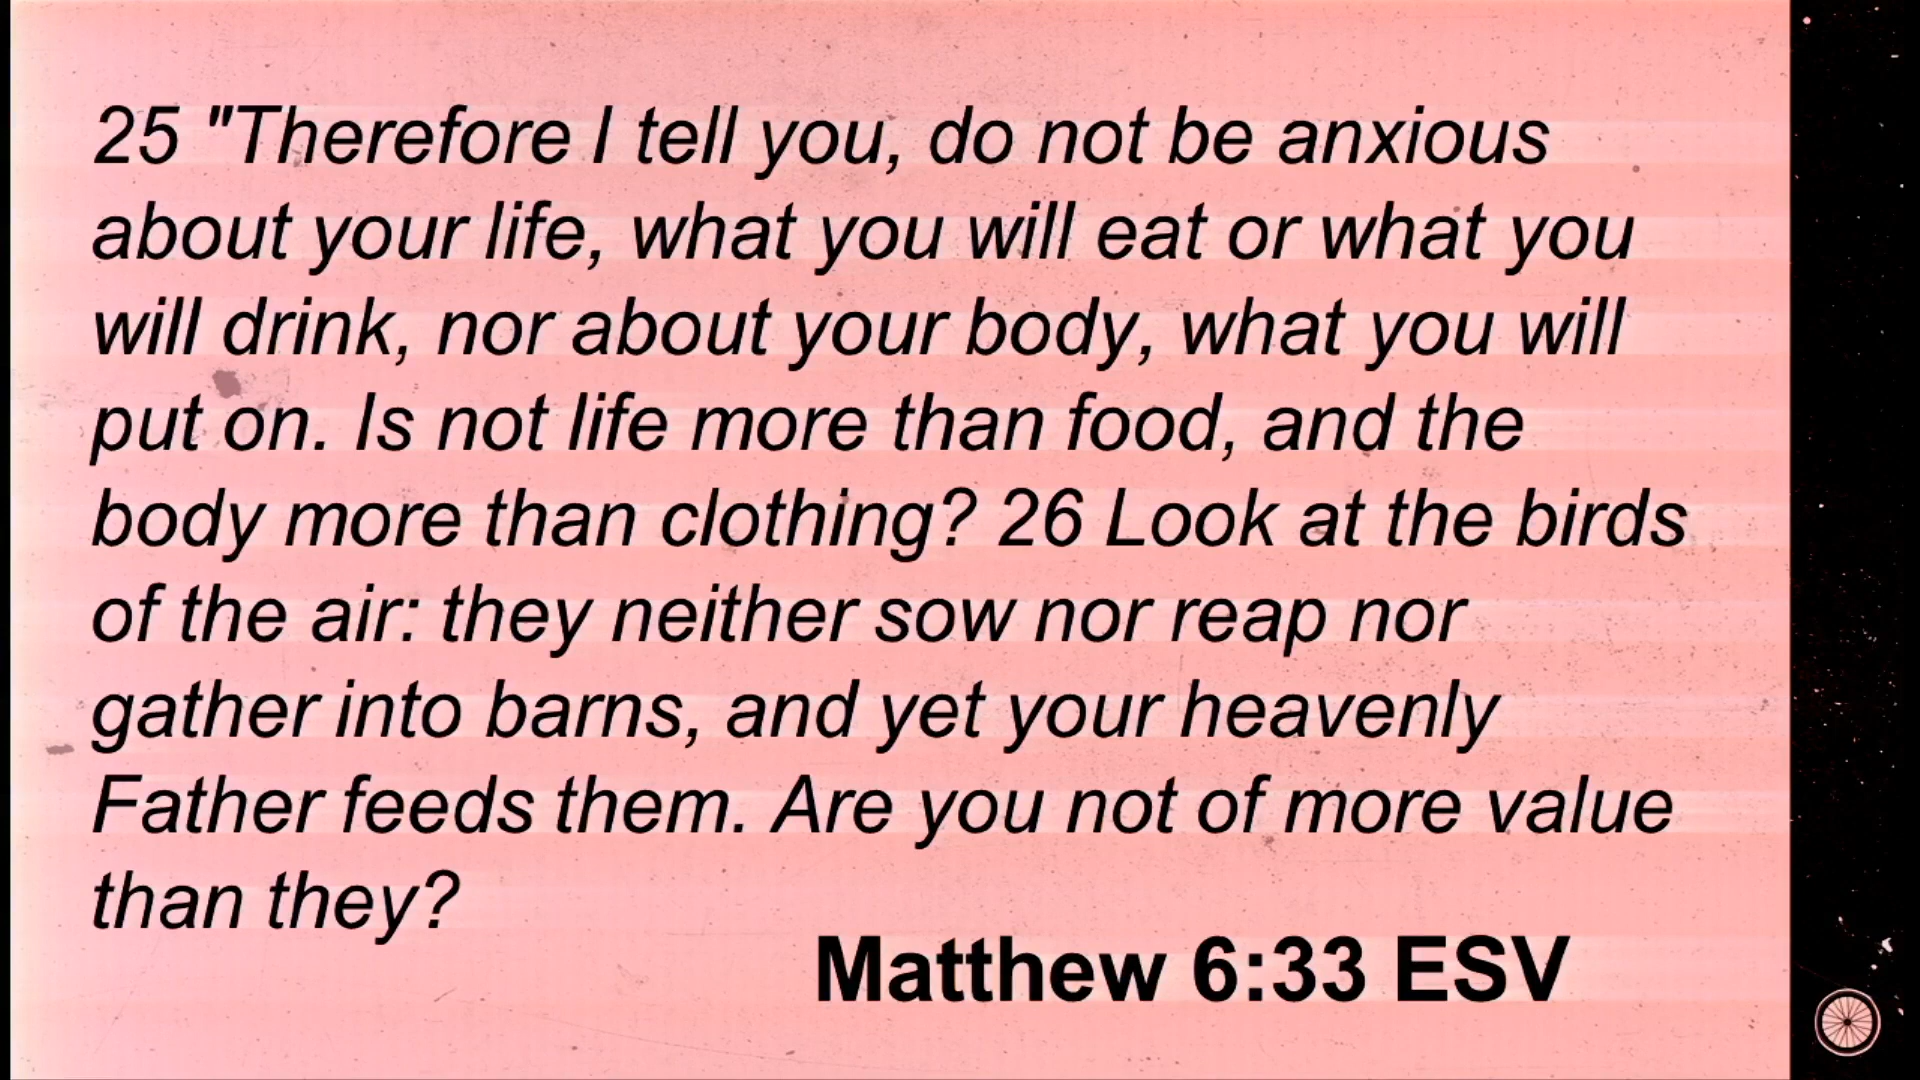 25 "Therefore I tell you, do not be anxious
about your life, what you will eat or what you
will drink, nor about your body, what you will
put on. Is not life more than food, and the
body more than clothing? 26 Look at the birds
of the air: they neither sow nor reap nor
gather into barns, and yet your heavenly
Father feeds them. Are you not of more value
than they?
Matthew 6:33 ESV